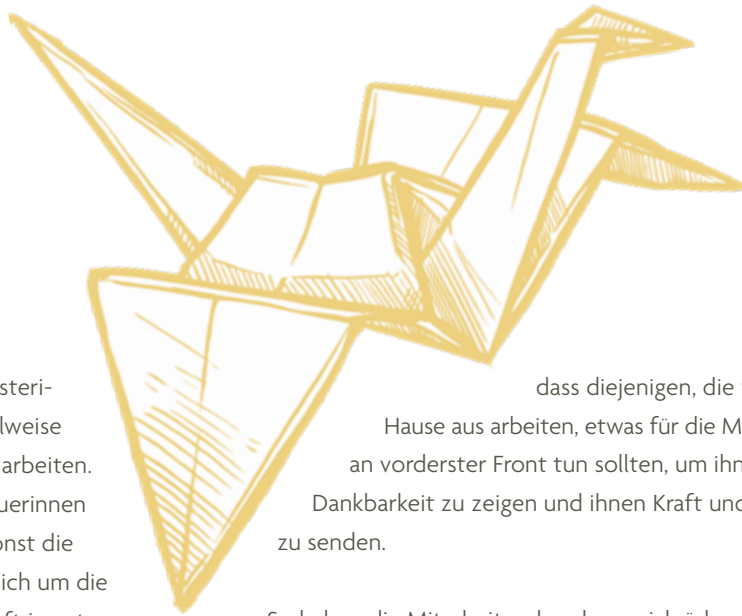 steri-
lweise
arbeiten.
uerinnen
onst die
ich um die
dass diejenigen, die
Hause aus arbeiten, etwas für die M
an vorderster Front tun sollten, um ihn
Dankbarkeit zu zeigen und ihnen Kraft und
zu senden.